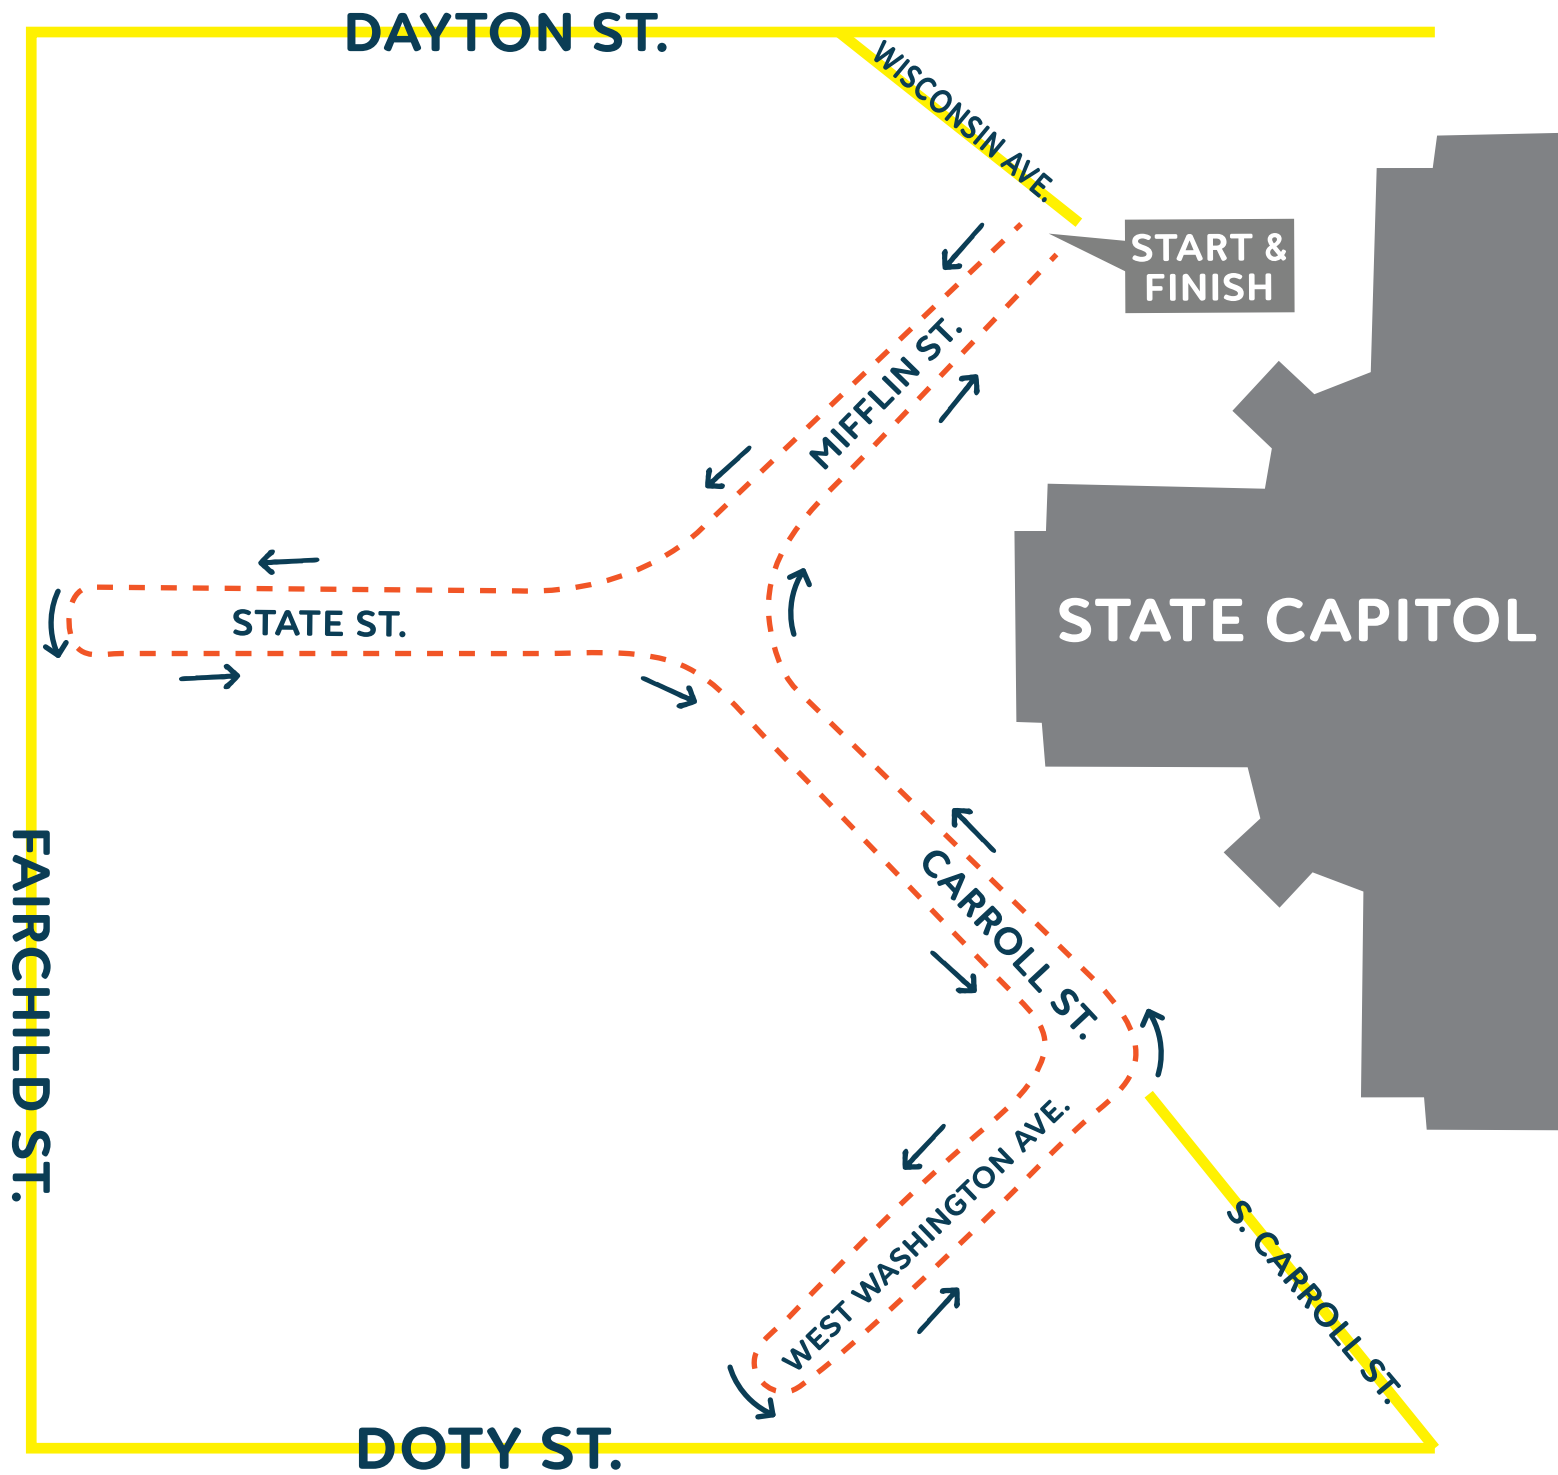 DAYTON ST.
WISCONSIN AVE.
START &
FINISH
MIFFLIN ST.
STATE ST.
STATE CAPITOL
CARROLL ST.
FAIRCHILD ST.
WEST WASHINGTON AVE.
S. CARROLL ST.
DOTY ST.